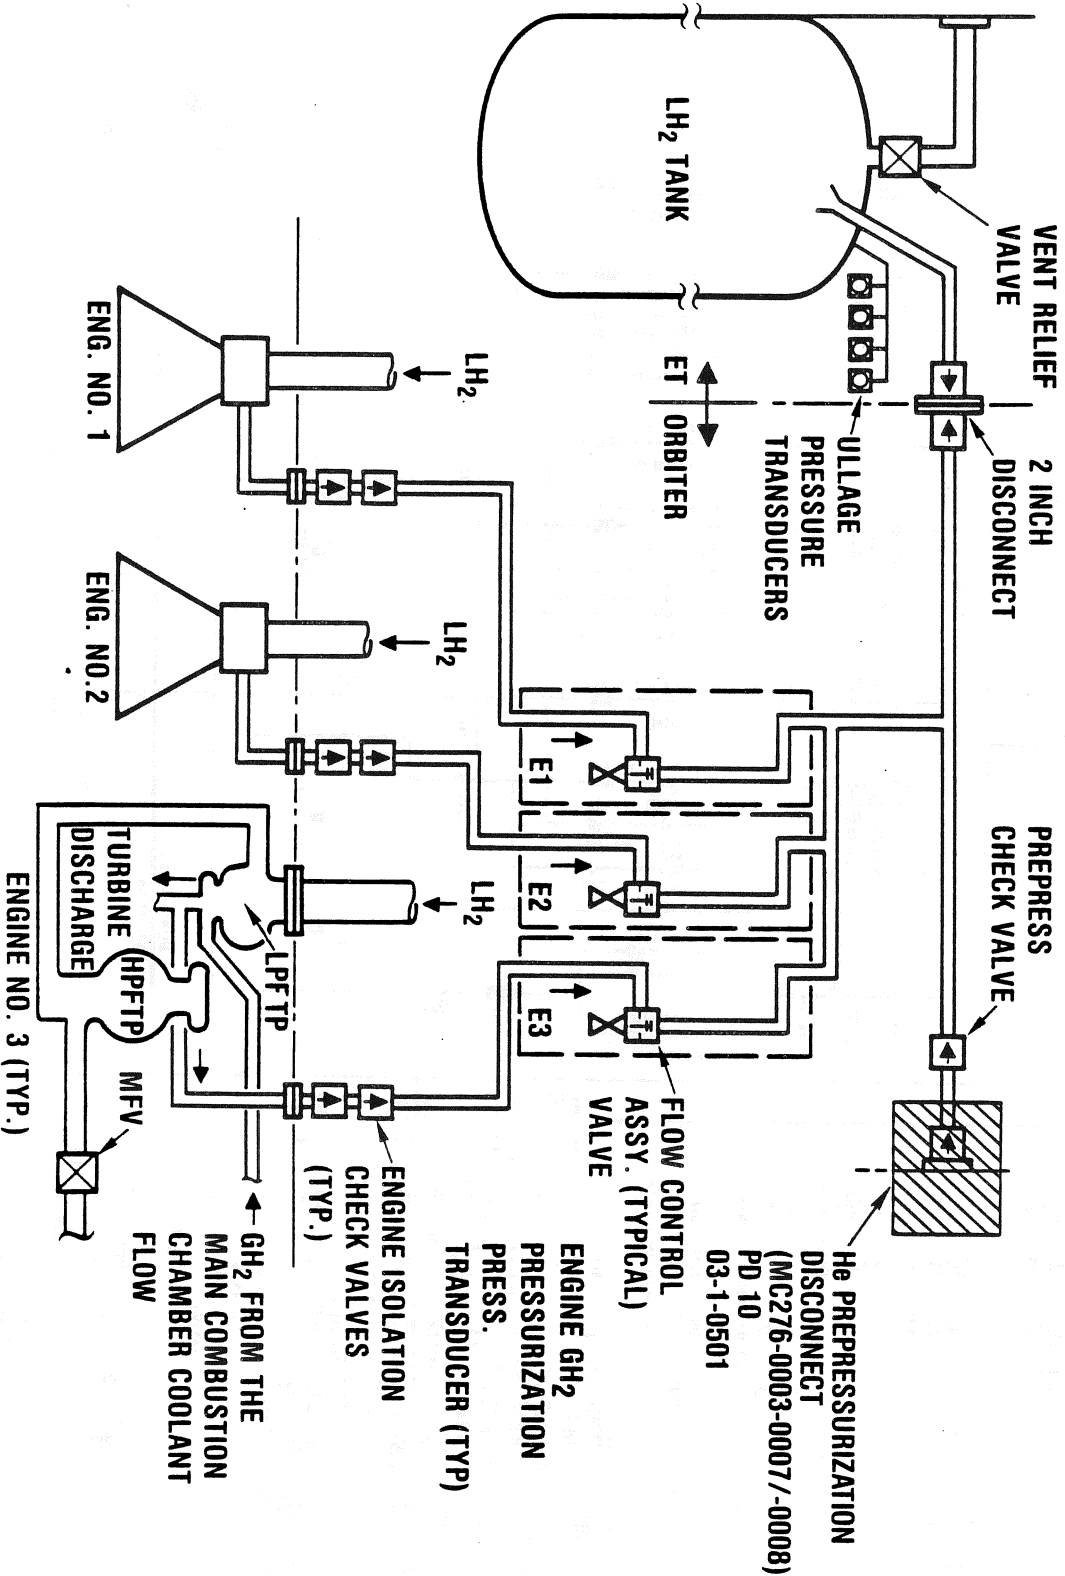 VENT RELIEF
VALVE
2 INCH
DISCONNECT
PREPRESS
CHECK VALVE
LH2 TANK
ULLAGE
PRESSURE
TRANSDUCERS
ET
ORBITER
He PREPRESSURIZATION
DISCONNECT
(MC276-0003-0007/-0008)
PD 10
03-1-0501
FLOW CONTROL
ASSY. (TYPICAL)
VALVE
E1
E2
E3
ENGINE GH2
PRESSURIZATION
PRESS.
TRANSDUCER (TYP)
LH2
LH2
LH2
ENGINE ISOLATION
CHECK VALVES
(TYP.)
GH2 FROM THE
MAIN COMBUSTION
CHAMBER COOLANT
FLOW
LPFTP
HPFTP
TURBINE
DISCHARGE
MFV
ENG. NO. 1
ENG. NO.2
ENGINE NO. 3 (TYP.)